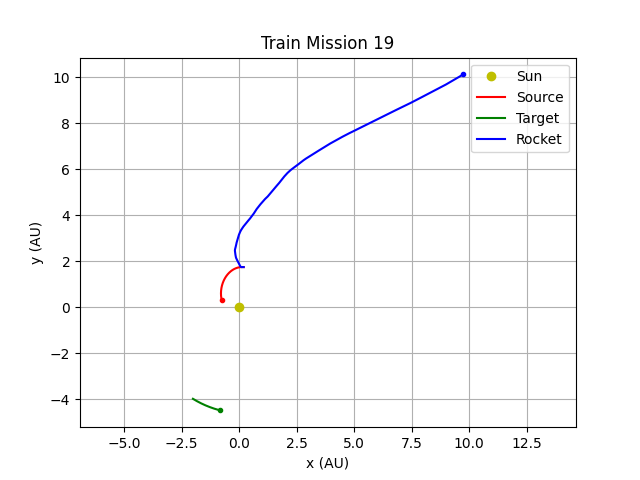 Train Mission 19
Sun
Source
Target
Rocket
10
8
6
4
2
0
−2
−4
y (AU)
−5.0 −2.5 0.0 2.5 5.0 7.5 10.0 12.5
x (AU)